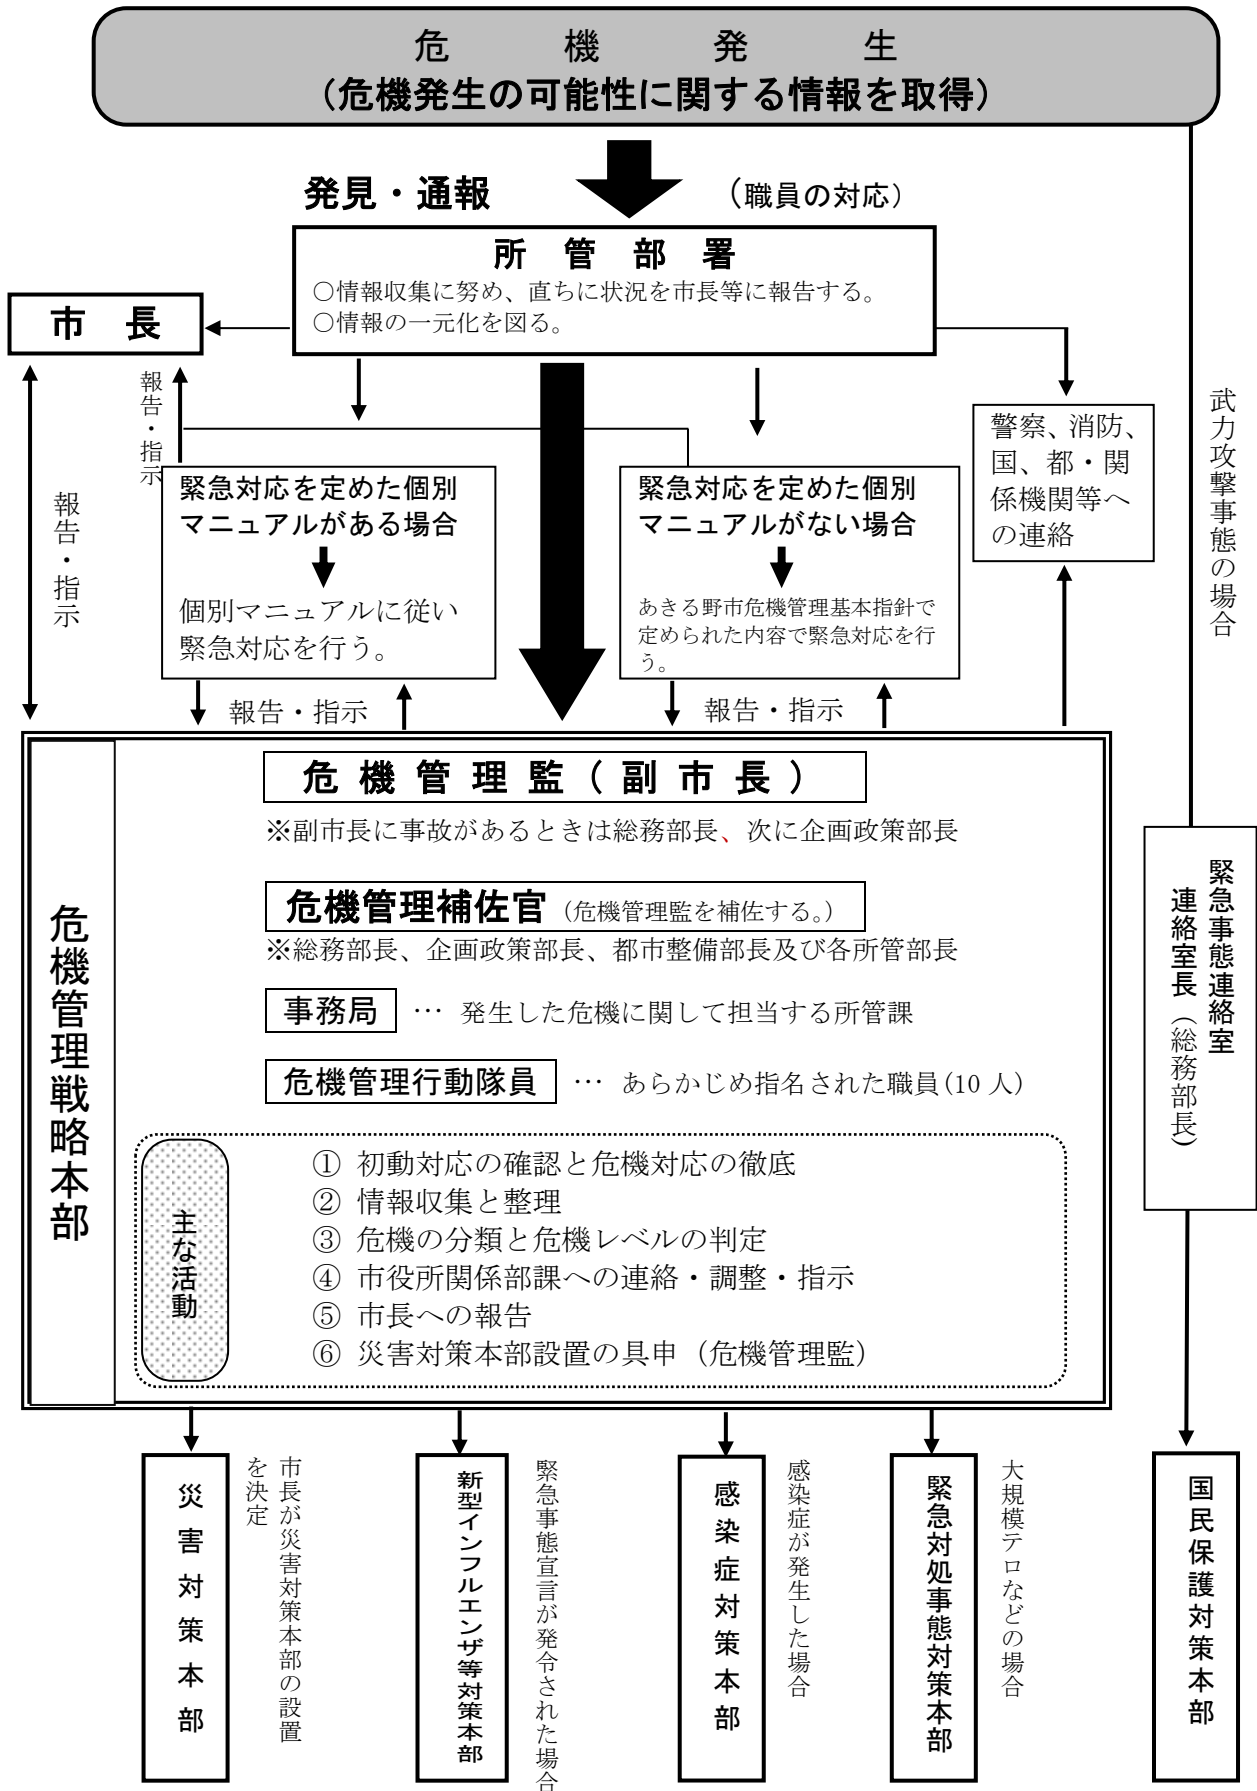 危機発生
（危機発生の可能性に関する情報を取得）
発見・通報
（職員の対応）
所管部署
○情報収集に努め、直ちに状況を市長等に報告する。
○情報の一元化を図る。
市長
報告・指示
報告・指示
緊急対応を定めた個別
マニュアルがある場合
個別マニュアルに従い
緊急対応を行う。
緊急対応を定めた個別
マニュアルがない場合
あきる野市危機管理基本指針で
定められた内容で緊急対応を行
う。
警察、消防、
国、都・関
係機関等へ
の連絡
武力攻撃事態の場合
報告・指示
報告・指示
危機管理戦略本部
危機管理監（副市長）
※副市長に事故があるときは総務部長、次に企画政策部長
危機管理補佐官（危機管理監を補佐する。）
※総務部長、企画政策部長、都市整備部長及び各所管部長
事務局 … 発生した危機に関して担当する所管課
危機管理行動隊員 … あらかじめ指名された職員(10人)
主な活動
① 初動対応の確認と危機対応の徹底
② 情報収集と整理
③ 危機の分類と危機レベルの判定
④ 市役所関係部課への連絡・調整・指示
⑤ 市長への報告
⑥ 災害対策本部設置の具申（危機管理監）
緊急事態連絡室
連絡室長（総務部長）
災害対策本部
市長が災害対策本部の設置
を決定
新型インフルエンザ等対策本部
緊急事態宣言が発令された場合
感染症対策本部
感染症が発生した場合
緊急対処事態対策本部
大規模テロなどの場合
国民保護対策本部